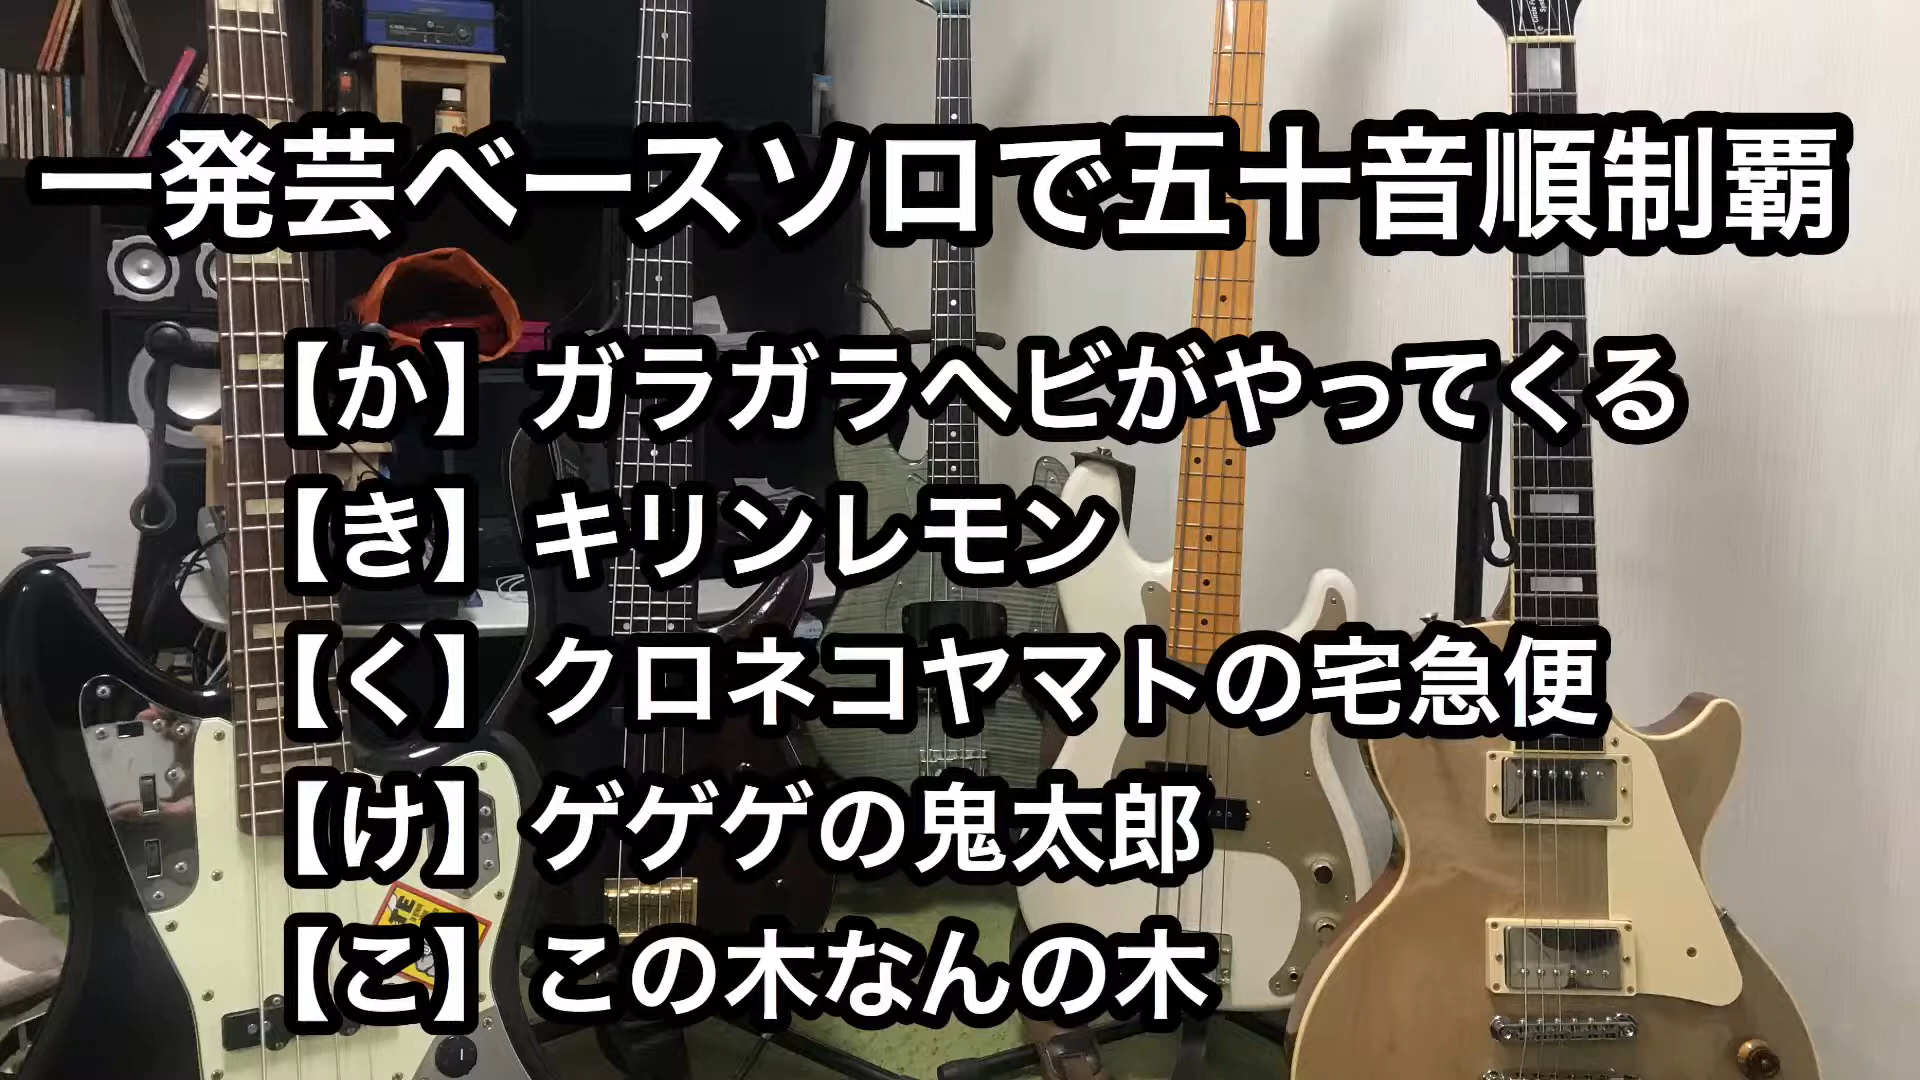 一発芸ベースソロで五十音順制覇
【か】ガラガラヘビがやってくる
【き】キリンレモン
【く】クロネコヤマトの宅急便
【け】ゲゲゲの鬼太郎
【こ】この木なんの木